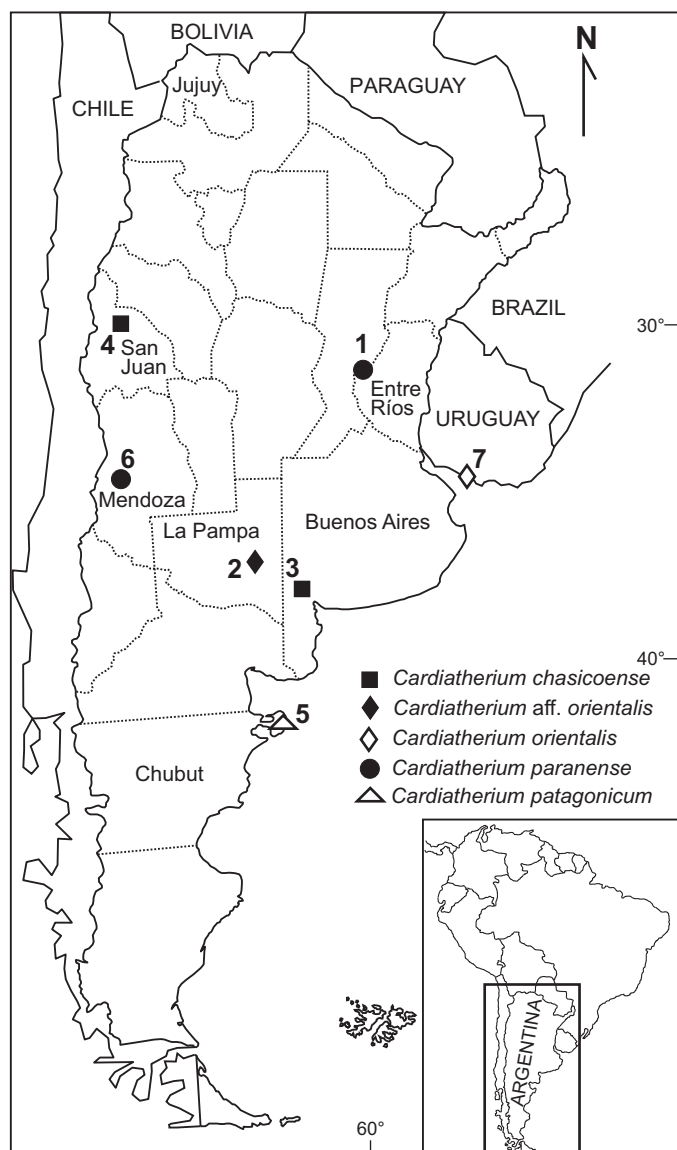 BOLIVIA
N
Jujuy
PARAGUAY
CHILE
BRAZIL
30°
1
4
San
Juan
Entre
Ríos
URUGUAY
6
7
Mendoza
La Pampa
Buenos Aires
2
3
40°
Cardiatherium chasicoense
Cardiatherium aff. orientalis
5
Cardiatherium orientalis
Chubut
Cardiatherium paranense
Cardiatherium patagonicum
ARGENTINA
60°